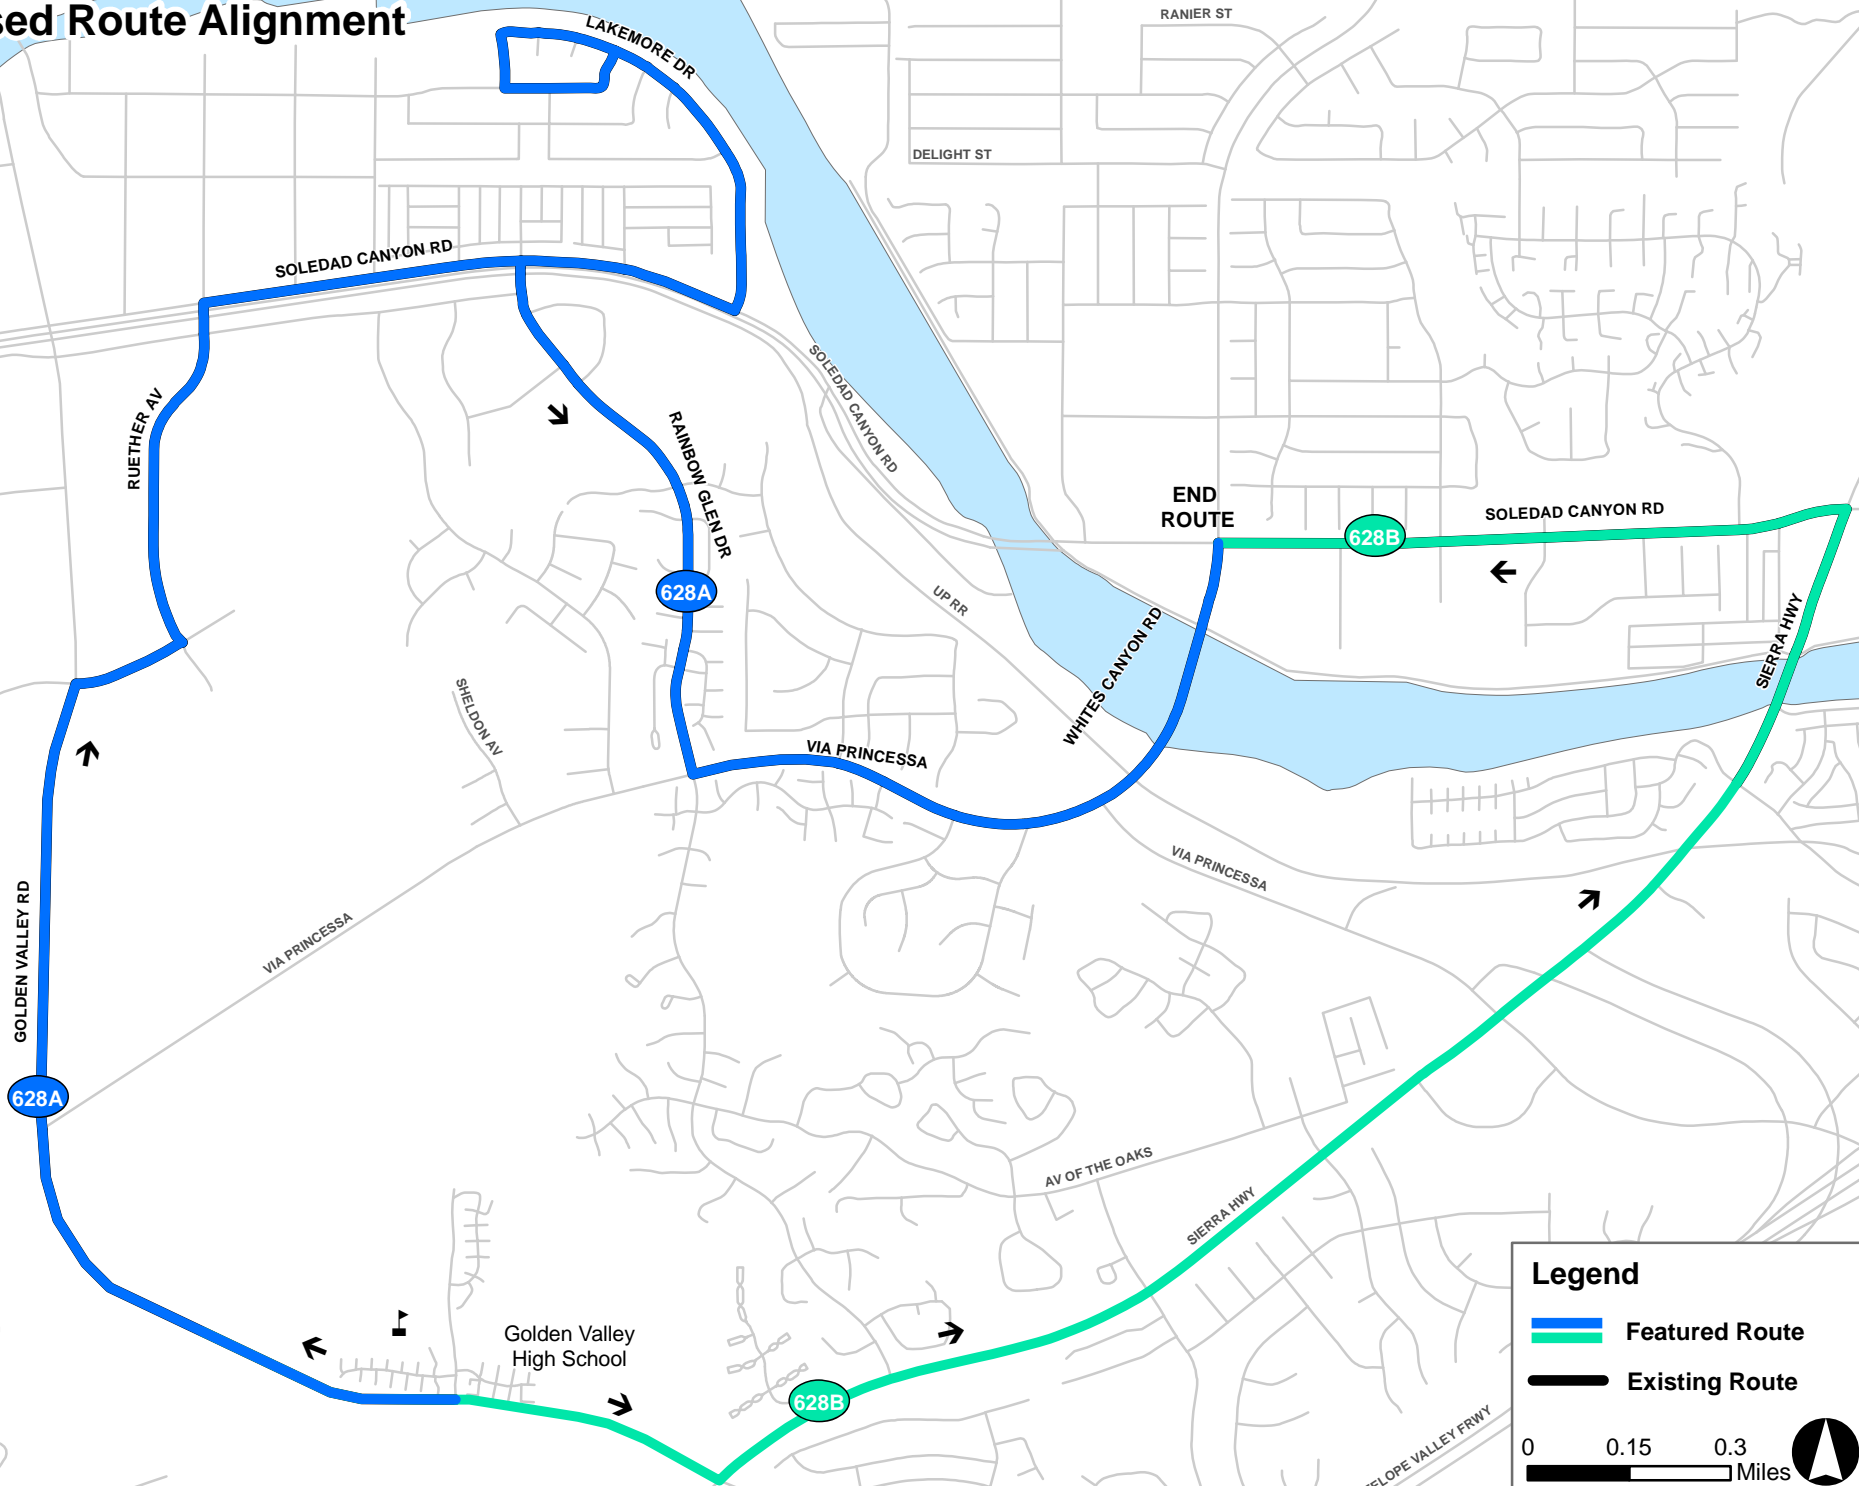 sed Route Alignment
LAKEMORE DR
RANIER ST
DELIGHT ST
SOLEDAD CANYON RD
SOLEDAD CANYON RD
RUETHER AV
RAINBOW GLEN DR
END
ROUTE
SOLEDAD CANYON RD
628B
628A
UP RR
WHITES CANYON RD
SIERRA HWY
SHELDON AV
VIA PRINCESSA
VIA PRINCESSA
GOLDEN VALLEY RD
VIA PRINCESSA
628A
AV OF THE OAKS
SIERRA HWY
Golden Valley
High School
628B
Legend
Featured Route
Existing Route
0 0.15 0.3
Miles
ELOPE VALLEY FRWY